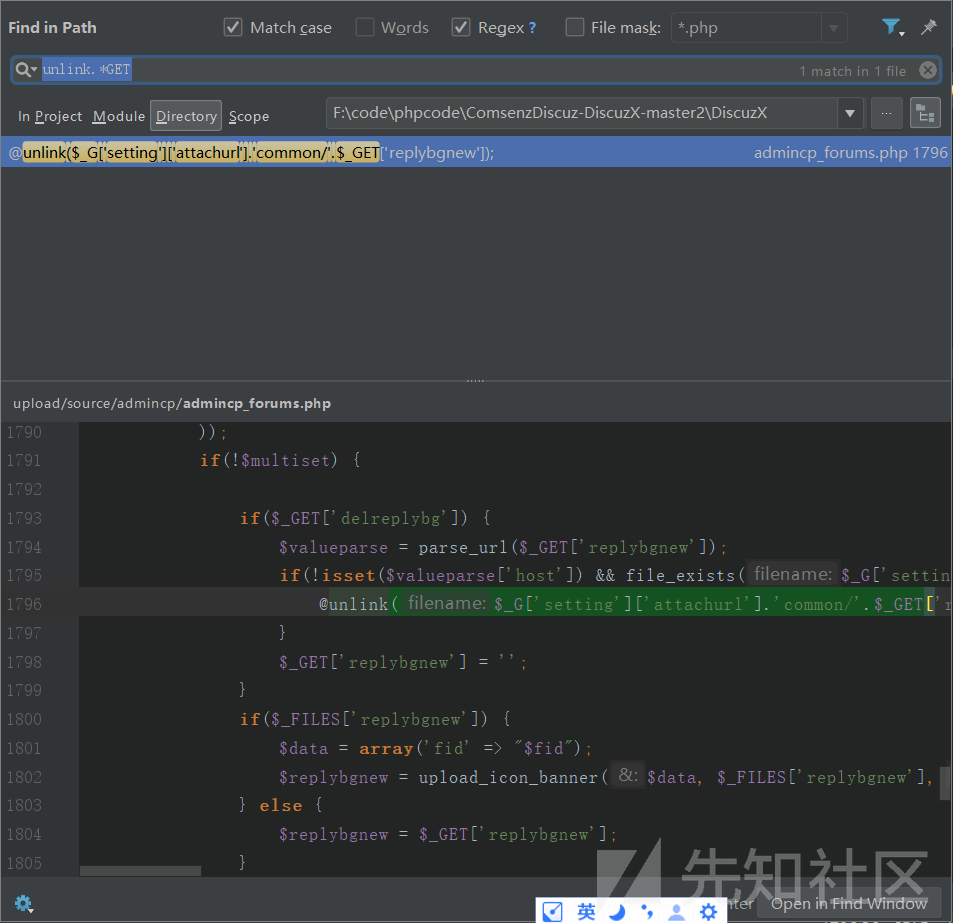 Find in Path Match case Words Regex ? File mask: *.php
unlink.*GET 1 match in 1 file
In Project Module Directory Scope F:\code\phpcode\ComsenzDiscuz-DiscuzX-master2\DiscuzX ...
@unlink($_G['setting']['attachurl'].'common/'.$_GET['replybgnew']); admincp_forums.php 1796
upload/source/admincp/admincp_forums.php
1790 ));
1791 if(!$multiset) {
1792
1793 if($_GET['delreplybg']) {
1794 $valueparse = parse_url($_GET['replybgnew']);
1795 if(!isset($valueparse['host']) && file_exists( filename: $_G['settin
1796 @unlink( filename: $_G['setting']['attachurl'].'common/'.$_GET['r
1797 }
1798 $_GET['replybgnew'] = '';
1799 }
1800 if($_FILES['replybgnew']) {
1801 $data = array('fid' => "$fid");
1802 $replybgnew = upload_icon_banner( &: $data, $_FILES['replybgnew'],
1803 } else {
1804 $replybgnew = $_GET['replybgnew'];
1805 }
先知社区
英 Open in Find Window